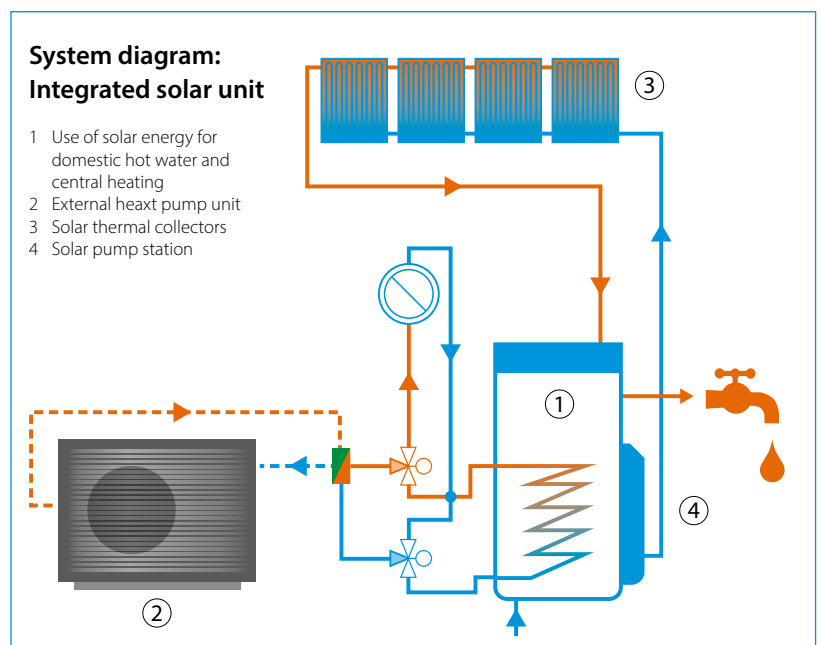 System diagram:
Integrated solar unit
1 Use of solar energy for
domestic hot water and
central heating
2 External heaxt pump unit
3 Solar thermal collectors
4 Solar pump station
3
1
4
2